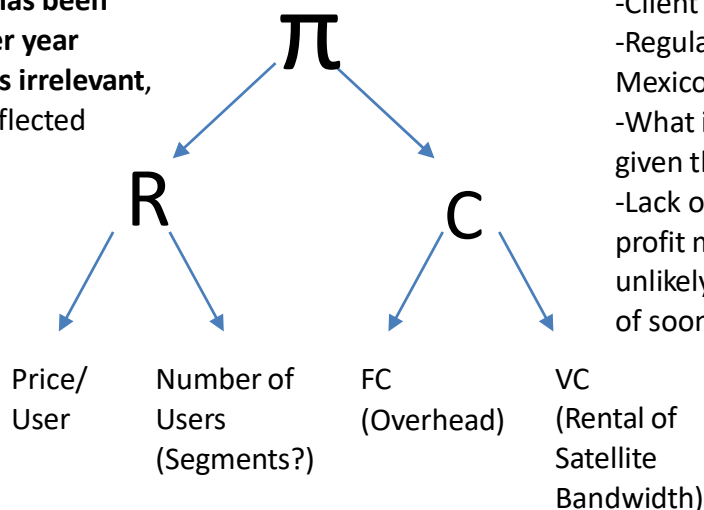 has been
er year
s irrelevant,
flected
π
R
C
Price/
User
Number of
Users
(Segments?)
FC
(Overhead)
VC
(Rental of
Satellite
Bandwidth)
-Client
-Regula
Mexico
-What i
given th
-Lack o
profit m
unlikely
of soon